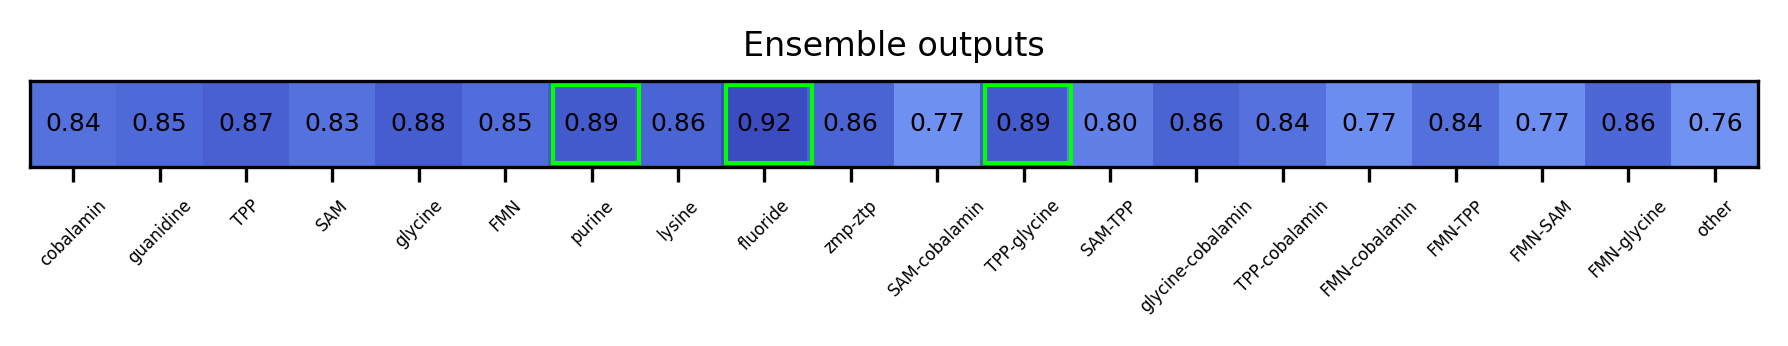 Ensemble outputs
0.84 0.85 0.87 0.83 0.88 0.85 0.89 0.86 0.92 0.86 0.77 0.89 0.80 0.86 0.84 0.77 0.84 0.77 0.86 0.76
cobalamin
guanidine
TPP
SAM
glycine
FMN
purine
lysine
fluoride
zmp-ztp
SAM-cobalamin
TPP-glycine
SAM-TPP
glycine-cobalamin
TPP-cobalamin
FMN-cobalamin
FMN-TPP
FMN-SAM
FMN-glycine
other